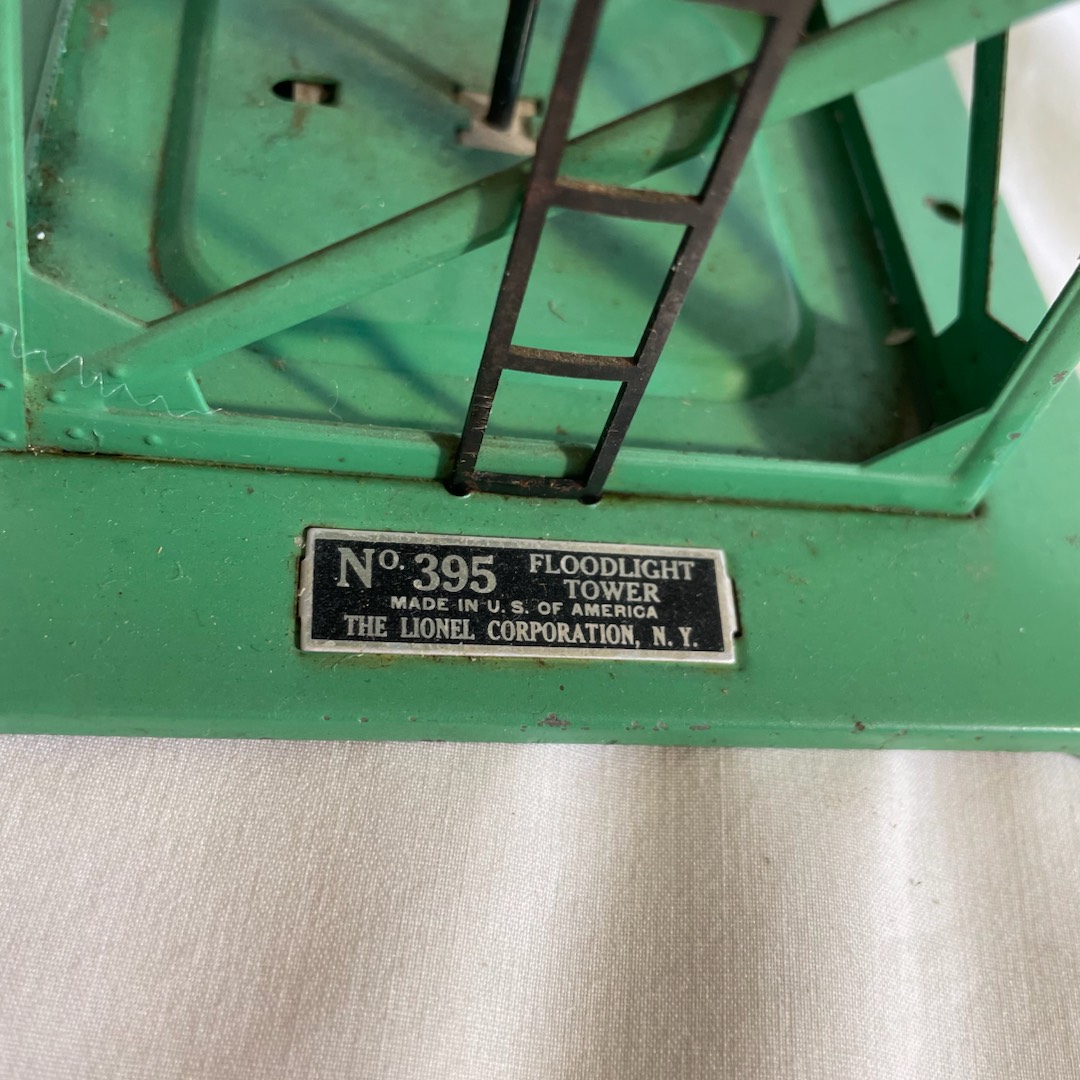 No. 395 FLOODLIGHT TOWER
MADE IN U. S. OF AMERICA
THE LIONEL CORPORATION, N. Y.